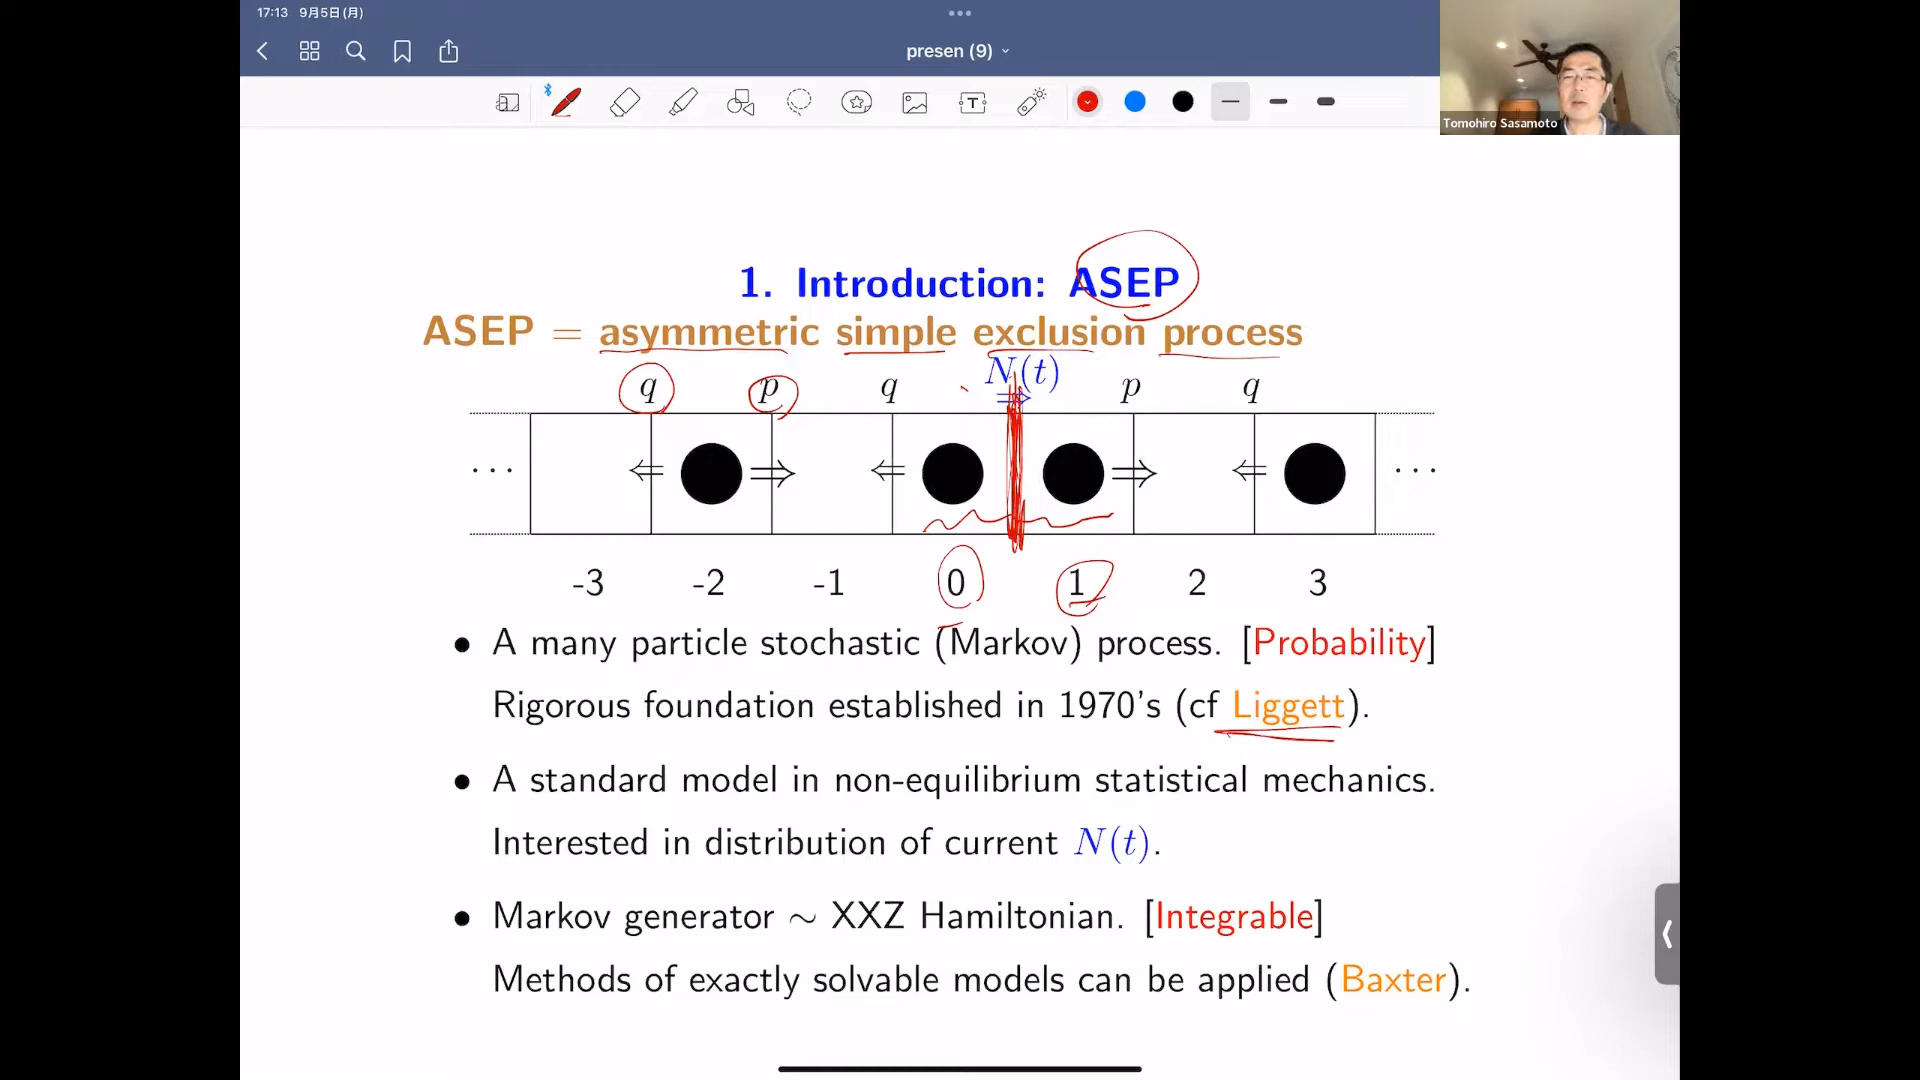 17:13 9月5日(月)
presen (9)
Tomohiro Sasamoto
1. Introduction: ASEP
ASEP = asymmetric simple exclusion process
N(t)
q p q ⇒ p q
··· ⇐ ⇒ ⇐ ⇒ ⇐ ···
-3 -2 -1 0 1 2 3
• A many particle stochastic (Markov) process. [Probability]
Rigorous foundation established in 1970's (cf Liggett).
• A standard model in non-equilibrium statistical mechanics.
Interested in distribution of current N(t).
• Markov generator ∼ XXZ Hamiltonian. [Integrable]
Methods of exactly solvable models can be applied (Baxter).